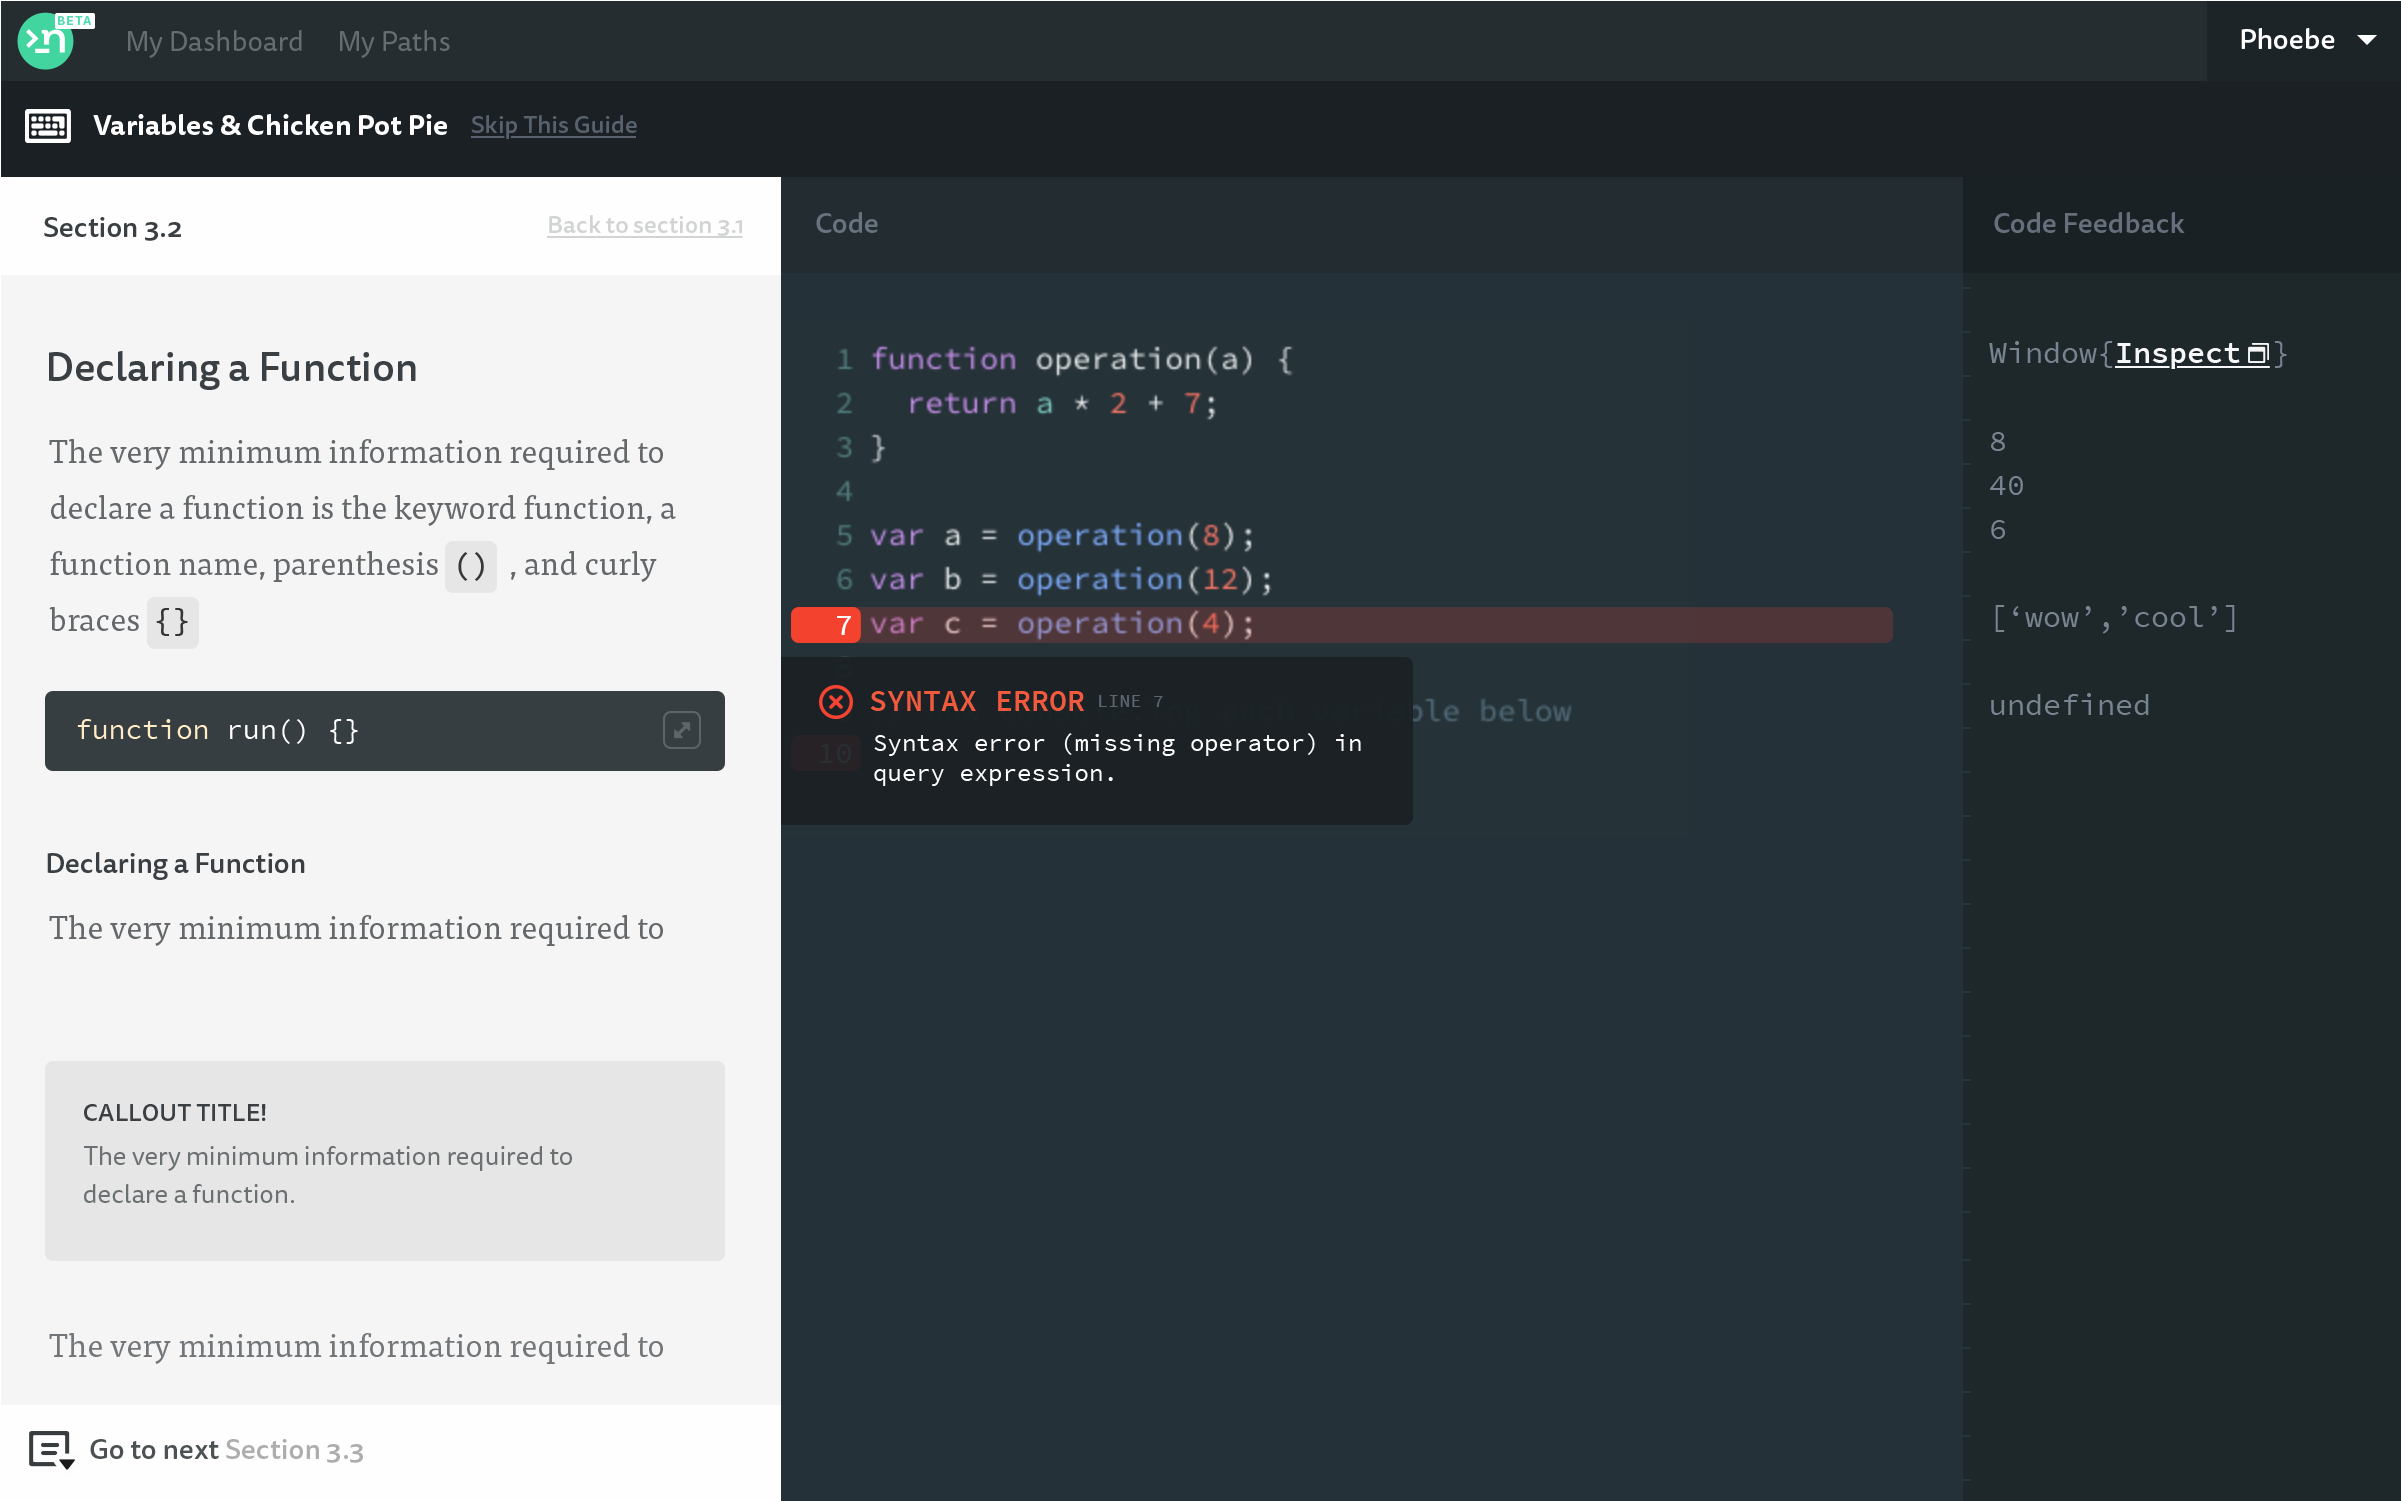 BETA
>_n
My Dashboard
My Paths
Phoebe
Variables & Chicken Pot Pie
Skip This Guide
Section 3.2
Back to section 3.1
Declaring a Function
The very minimum information required to
declare a function is the keyword function, a
function name, parenthesis () , and curly
braces {}
function run() {}
Declaring a Function
The very minimum information required to
CALLOUT TITLE!
The very minimum information required to
declare a function.
The very minimum information required to
Go to next Section 3.3
Code
1 function operation(a) {
2 return a * 2 + 7;
3 }
4
5 var a = operation(8);
6 var b = operation(12);
7 var c = operation(4);
SYNTAX ERROR LINE 7
below
10
Syntax error (missing operator) in
query expression.
Code Feedback
Window{Inspect}
8
40
6
[‘wow’,’cool’]
undefined